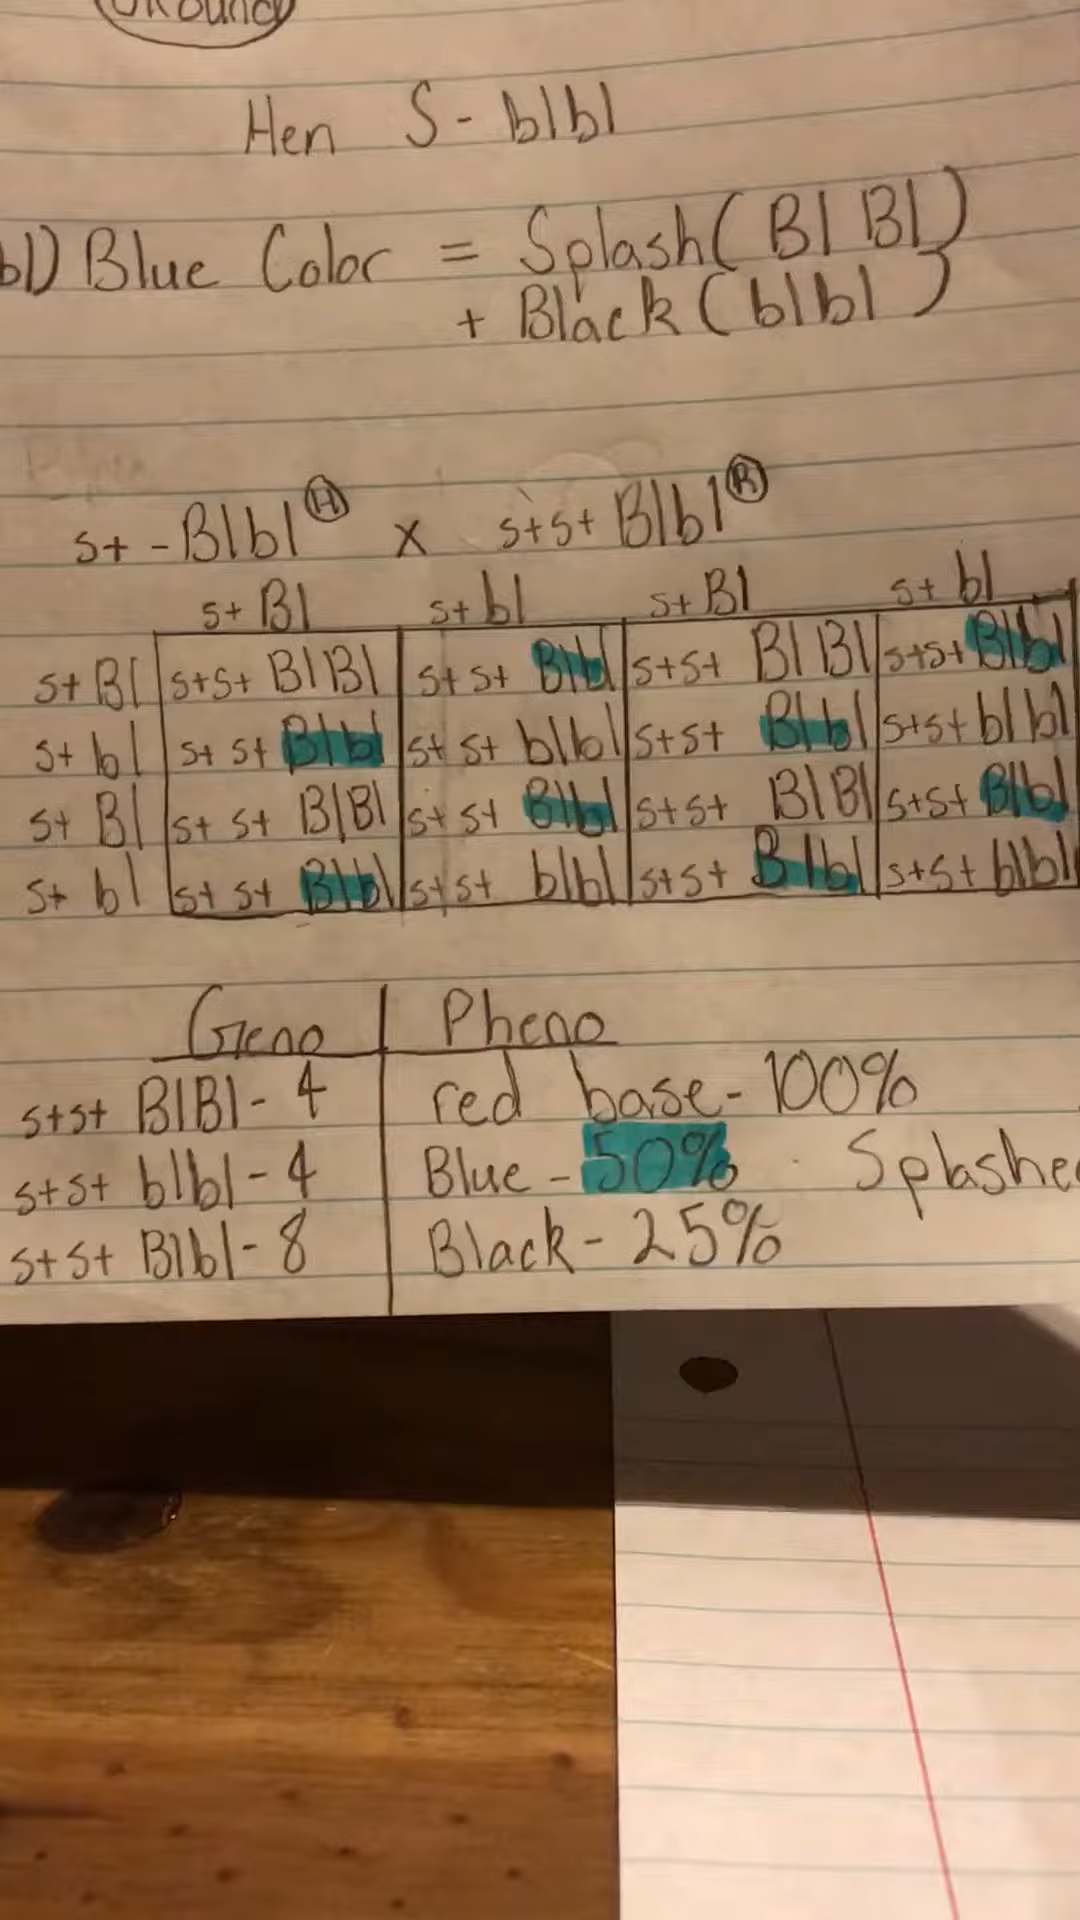 Hen S- blbl
bl) Blue Color = Splash (Bl Bl)
+ Black (blbl)
s+ - Blbl (H) x s+s+ Blbl (R)
s+ Bl s+ bl s+ Bl s+ bl
s+ Bl s+s+ BlBl s+ s+ Blbl s+s+ Bl Bl s+s+ Blbl
s+ bl s+ s+ Blbl s+ s+ blbl s+s+ Blbl s+s+ blbl
s+ Bl s+ s+ BlBl s+ s+ Blbl s+s+ BlBl s+s+ Blbl
s+ bl s+ s+ Blbl s+s+ blbl s+s+ Blbl s+s+ blbl
Geno Pheno
s+s+ BlBl - 4 red base - 100%
s+s+ blbl - 4 Blue - 50% Splashe
s+s+ Blbl - 8 Black - 25%